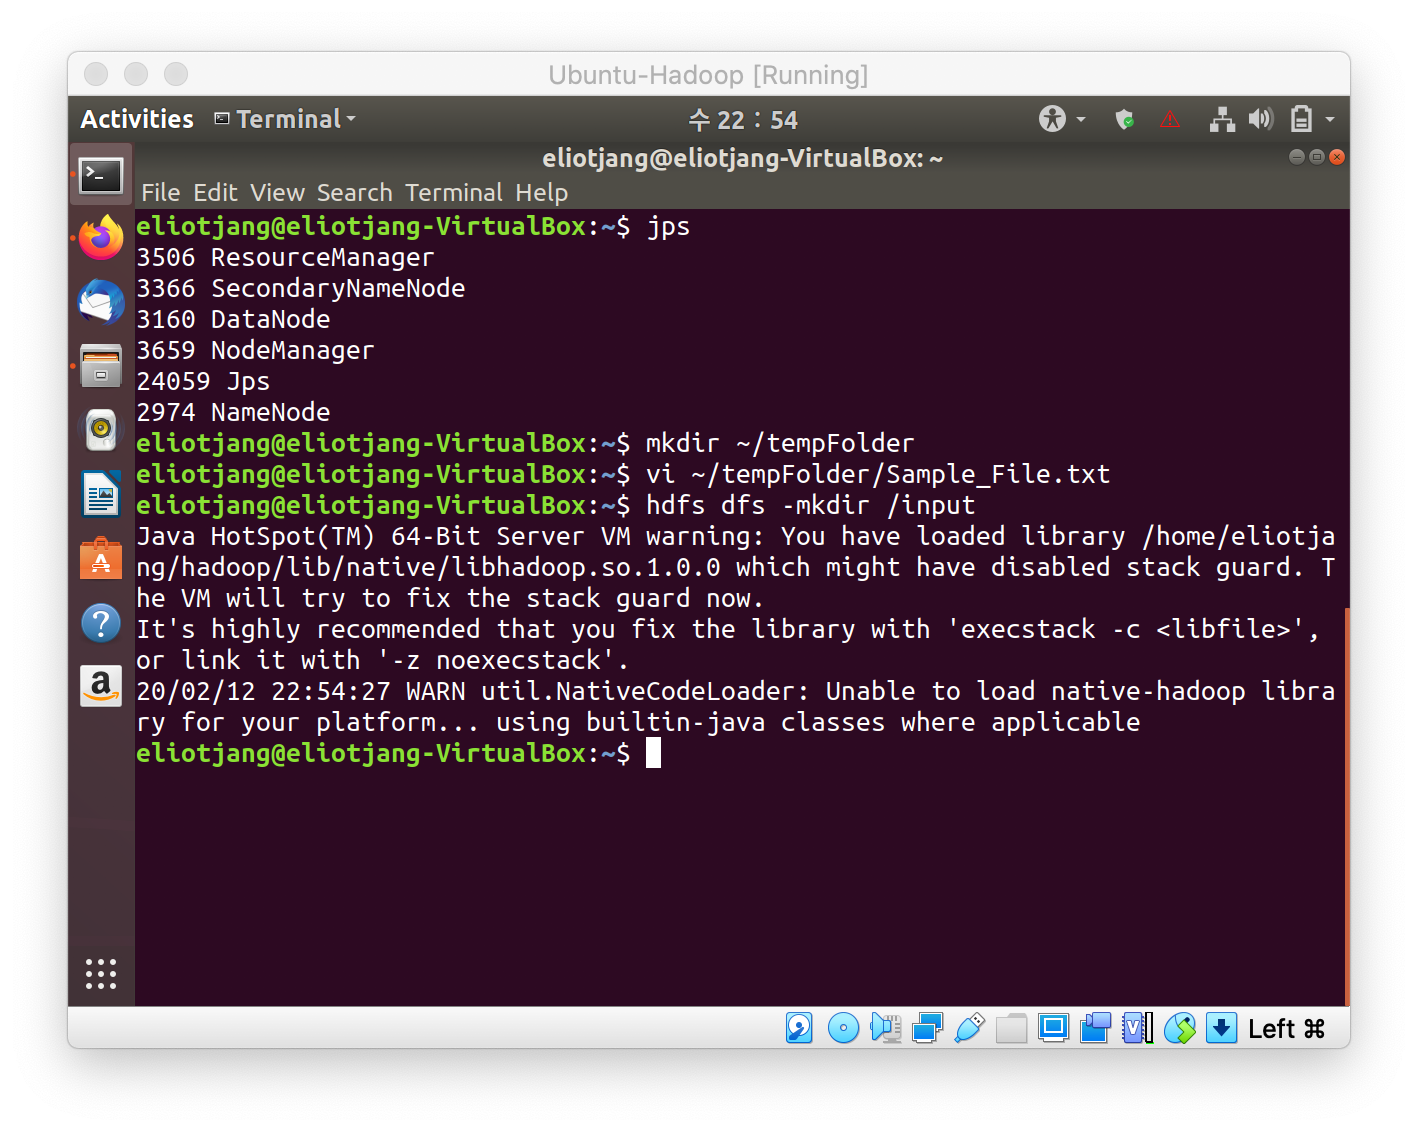 Ubuntu-Hadoop [Running]
Activities Terminal 수 22 : 54
eliotjang@eliotjang-VirtualBox: ~
File Edit View Search Terminal Help
eliotjang@eliotjang-VirtualBox:~$ jps
3506 ResourceManager
3366 SecondaryNameNode
3160 DataNode
3659 NodeManager
24059 Jps
2974 NameNode
eliotjang@eliotjang-VirtualBox:~$ mkdir ~/tempFolder
eliotjang@eliotjang-VirtualBox:~$ vi ~/tempFolder/Sample_File.txt
eliotjang@eliotjang-VirtualBox:~$ hdfs dfs -mkdir /input
Java HotSpot(TM) 64-Bit Server VM warning: You have loaded library /home/eliotja
ng/hadoop/lib/native/libhadoop.so.1.0.0 which might have disabled stack guard. T
he VM will try to fix the stack guard now.
It's highly recommended that you fix the library with 'execstack -c <libfile>',
or link it with '-z noexecstack'.
20/02/12 22:54:27 WARN util.NativeCodeLoader: Unable to load native-hadoop libra
ry for your platform... using builtin-java classes where applicable
eliotjang@eliotjang-VirtualBox:~$
Left ⌘